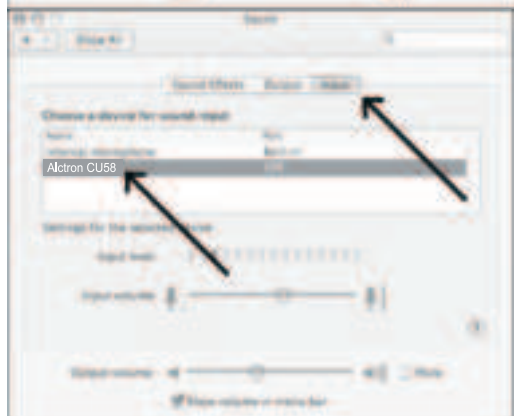 Sound
Show All
Sound Effects Output Input
Choose a device for sound input
Name
Internal microphone Built-in
Alctron CU58 USB
Settings for the selected device:
Input level:
Input volume:
Output volume: Mute
Show volume in menu bar